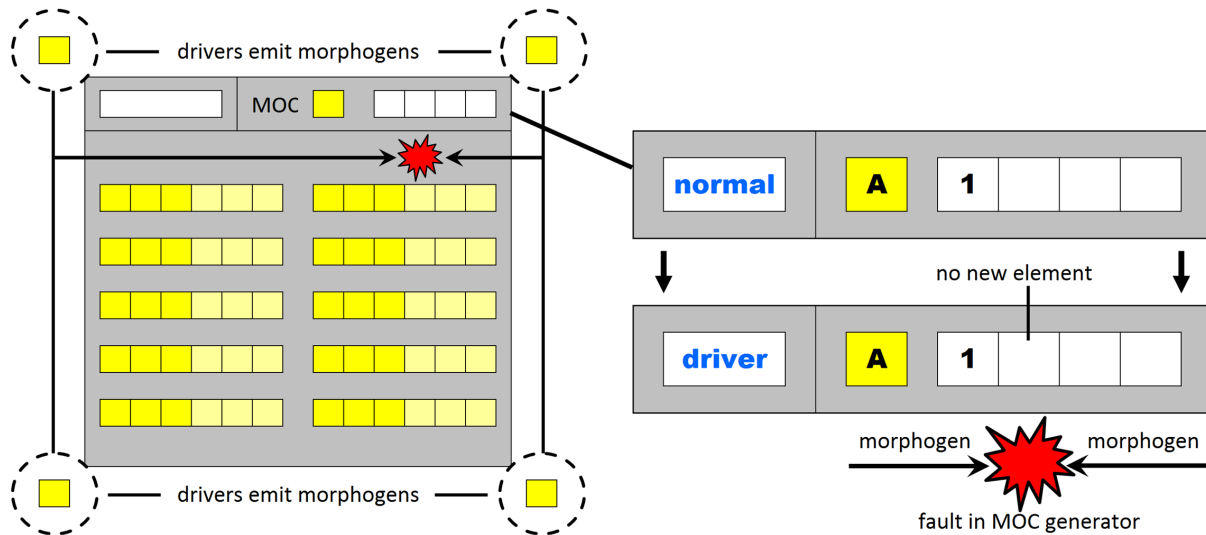 drivers emit morphogens
MOC
normal
A
1
no new element
driver
A
1
morphogen
morphogen
drivers emit morphogens
fault in MOC generator